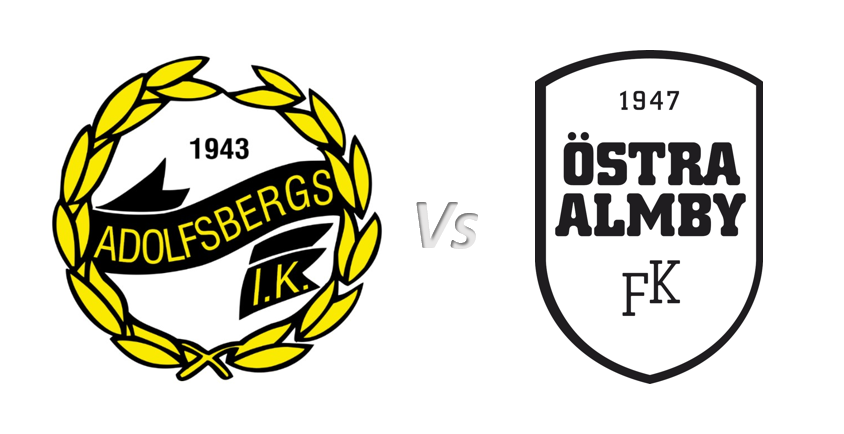 1943
ADOLFSBERGS
I.K.
Vs
1947
ÖSTRA
ALMBY
FK